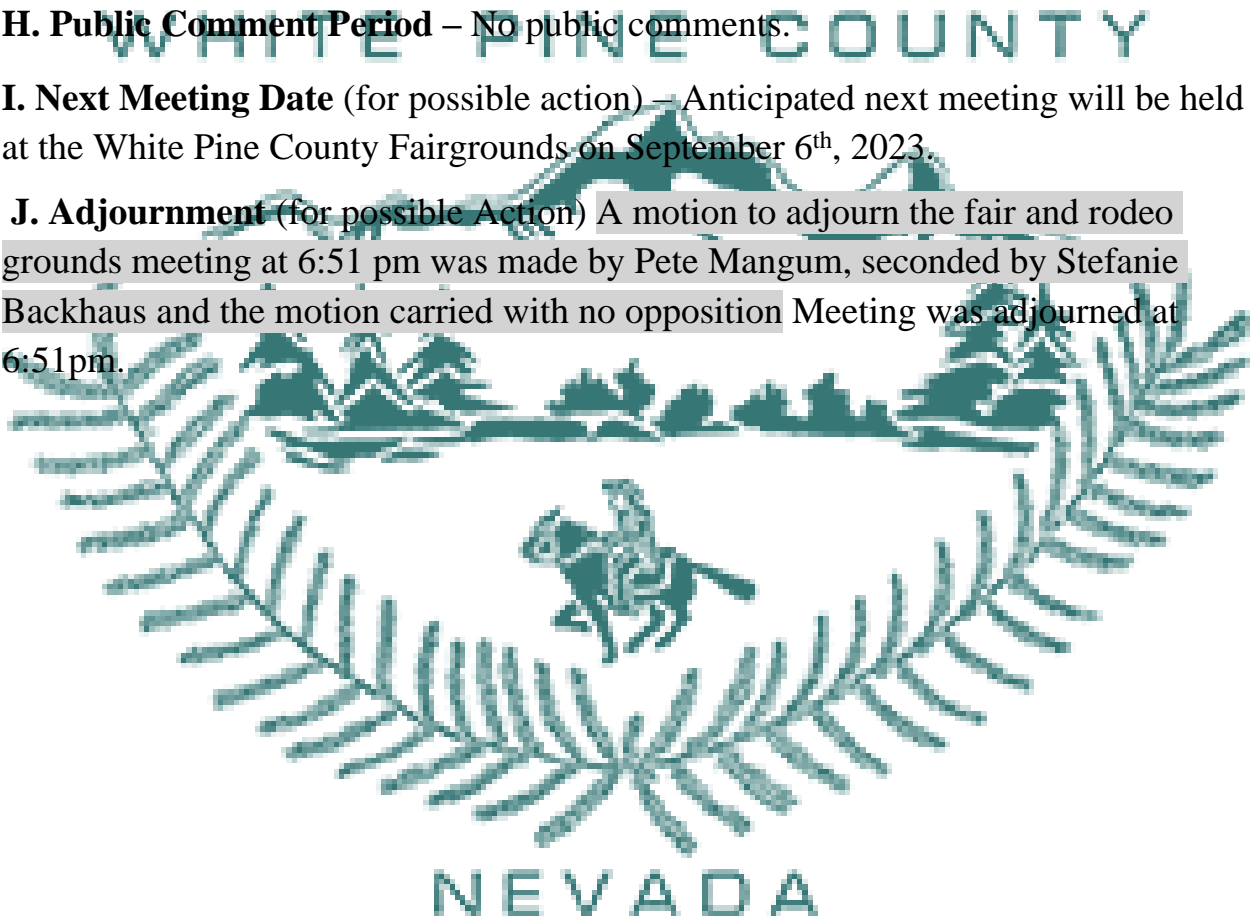 H. Public Comment Period – No public comments.
WHITE PINE COUNTY
I. Next Meeting Date (for possible action) – Anticipated next meeting will be held
at the White Pine County Fairgrounds on September 6th, 2023.
J. Adjournment (for possible Action) A motion to adjourn the fair and rodeo
grounds meeting at 6:51 pm was made by Pete Mangum, seconded by Stefanie
Backhaus and the motion carried with no opposition Meeting was adjourned at
6:51pm.
NEVADA